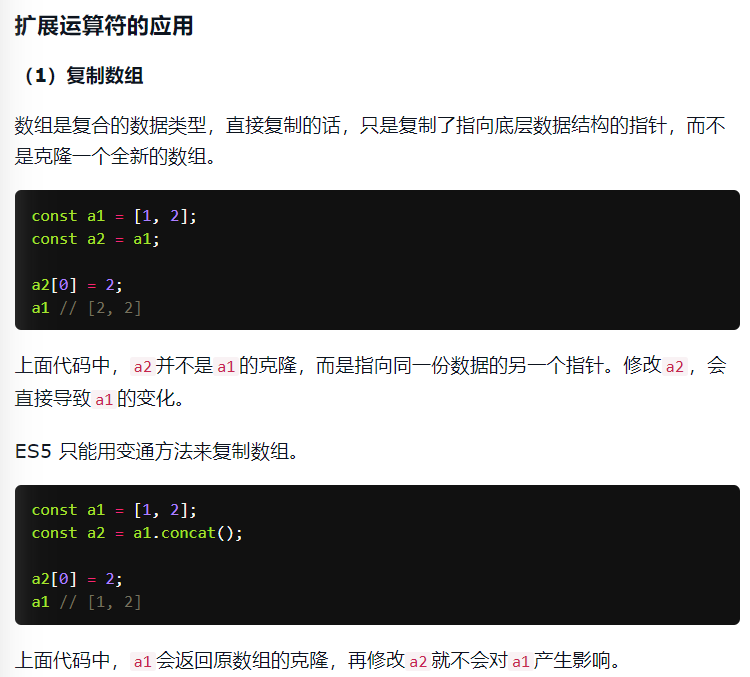 扩展运算符的应用
（1）复制数组
数组是复合的数据类型，直接复制的话，只是复制了指向底层数据结构的指针，而不
是克隆一个全新的数组。
const a1 = [1, 2];
const a2 = a1;
a2[0] = 2;
a1 // [2, 2]
上面代码中，a2并不是a1的克隆，而是指向同一份数据的另一个指针。修改a2，会
直接导致a1的变化。
ES5 只能用变通方法来复制数组。
const a1 = [1, 2];
const a2 = a1.concat();
a2[0] = 2;
a1 // [1, 2]
上面代码中，a1会返回原数组的克隆，再修改a2就不会对a1产生影响。